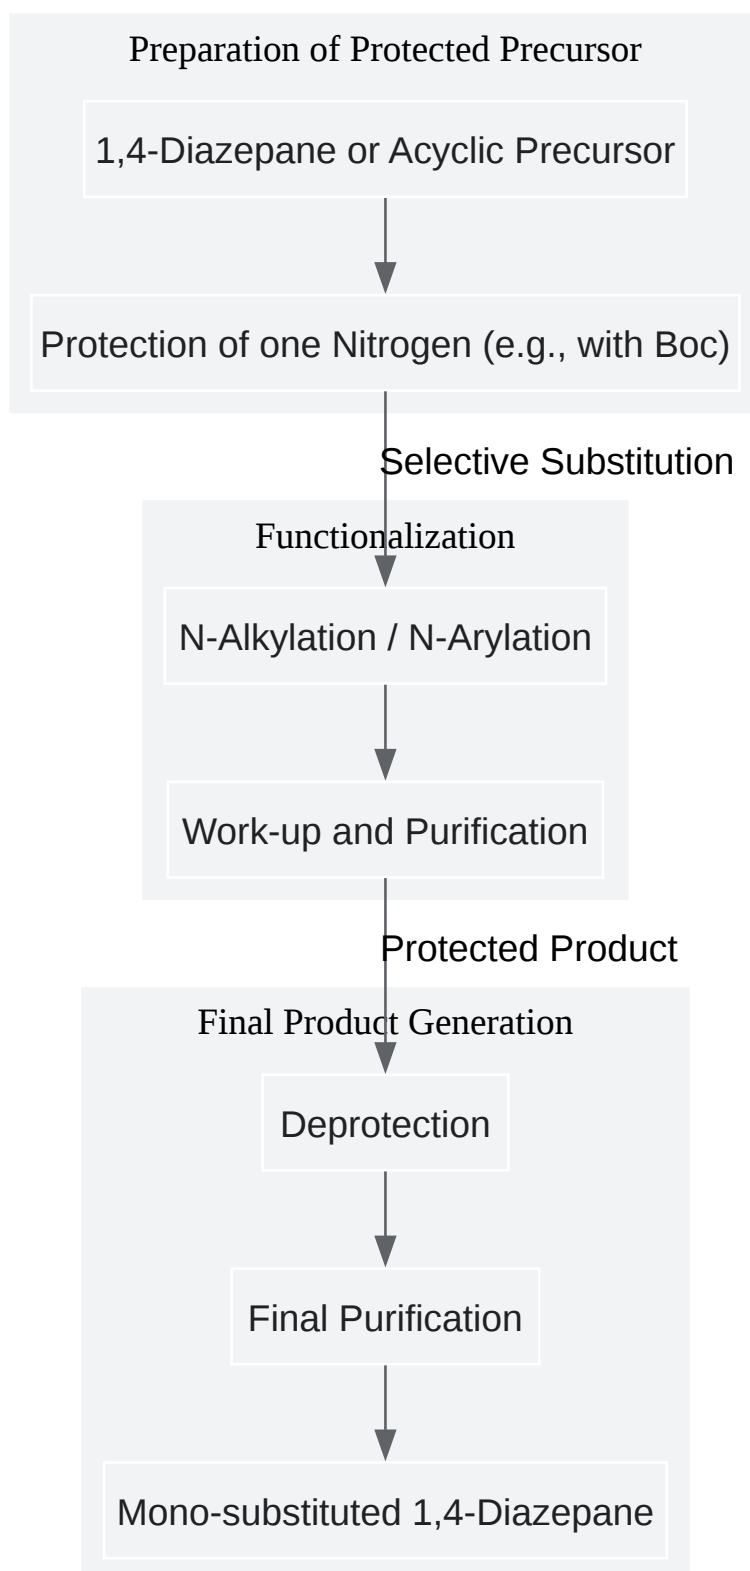 Preparation of Protected Precursor
1,4-Diazepane or Acyclic Precursor
Protection of one Nitrogen (e.g., with Boc)
Selective Substitution
Functionalization
N-Alkylation / N-Arylation
Work-up and Purification
Protected Product
Final Product Generation
Deprotection
Final Purification
Mono-substituted 1,4-Diazepane